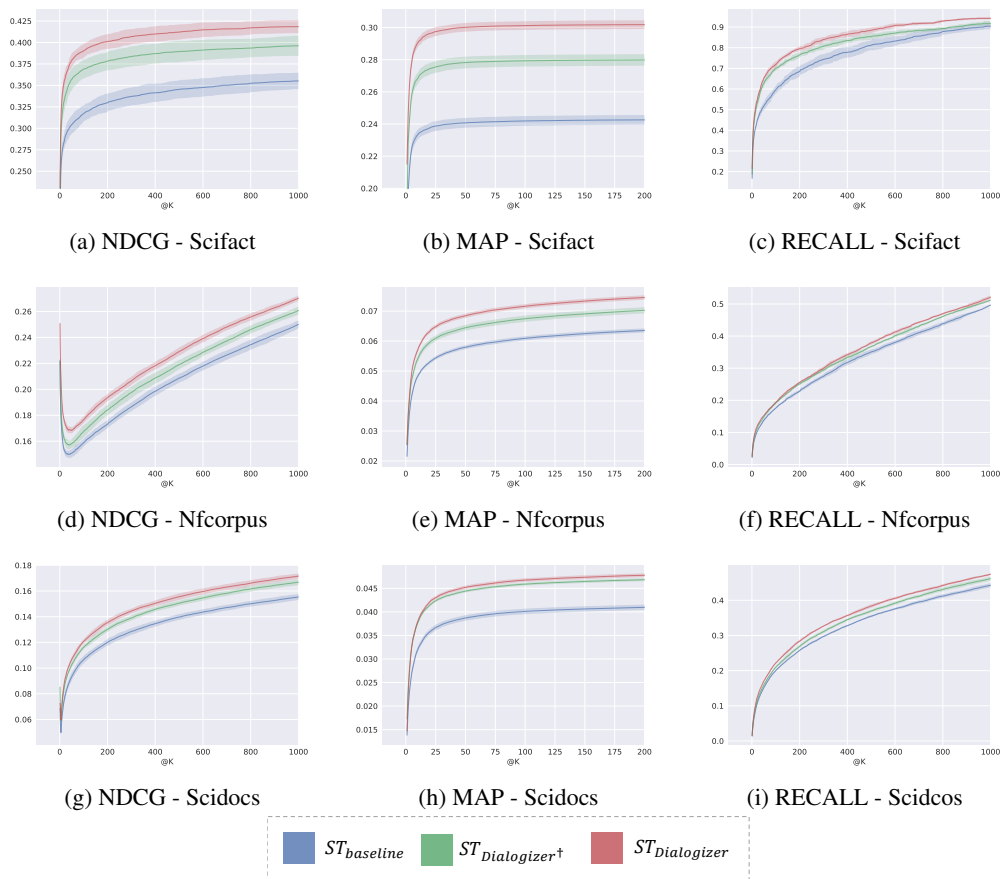 0.425
0.400
0.375
0.350
0.325
0.300
0.275
0.250
0 200 400 600 800 1000
@K
(a) NDCG - Scifact
0.30
0.28
0.26
0.24
0.22
0.20
0 25 50 75 100 125 150 175 200
@K
(b) MAP - Scifact
0.9
0.8
0.7
0.6
0.5
0.4
0.3
0.2
0 200 400 600 800 1000
@K
(c) RECALL - Scifact
0.26
0.24
0.22
0.20
0.18
0.16
0 200 400 600 800 1000
@K
(d) NDCG - Nfcorpus
0.07
0.06
0.05
0.04
0.03
0.02
0 25 50 75 100 125 150 175 200
@K
(e) MAP - Nfcorpus
0.5
0.4
0.3
0.2
0.1
0.0
0 200 400 600 800 1000
@K
(f) RECALL - Nfcorpus
0.18
0.16
0.14
0.12
0.10
0.08
0.06
0 200 400 600 800 1000
@K
(g) NDCG - Scidocs
0.045
0.040
0.035
0.030
0.025
0.020
0.015
0 25 50 75 100 125 150 175 200
@K
(h) MAP - Scidocs
0.4
0.3
0.2
0.1
0.0
0 200 400 600 800 1000
@K
(i) RECALL - Scidcos
ST_baseline ST_Dialogizer† ST_Dialogizer